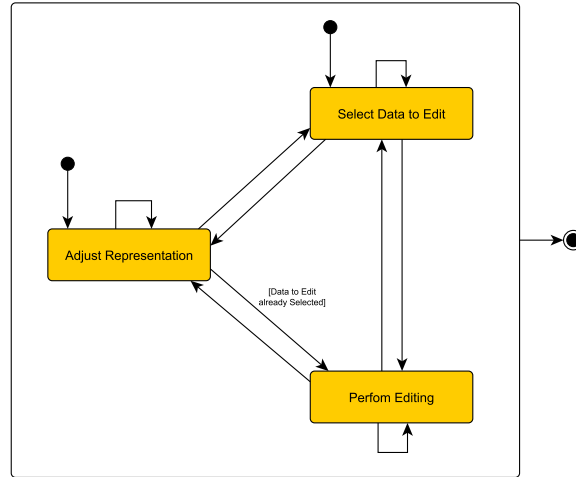 Select Data to Edit
Adjust Representation
[Data to Edit
already Selected]
Perfom Editing